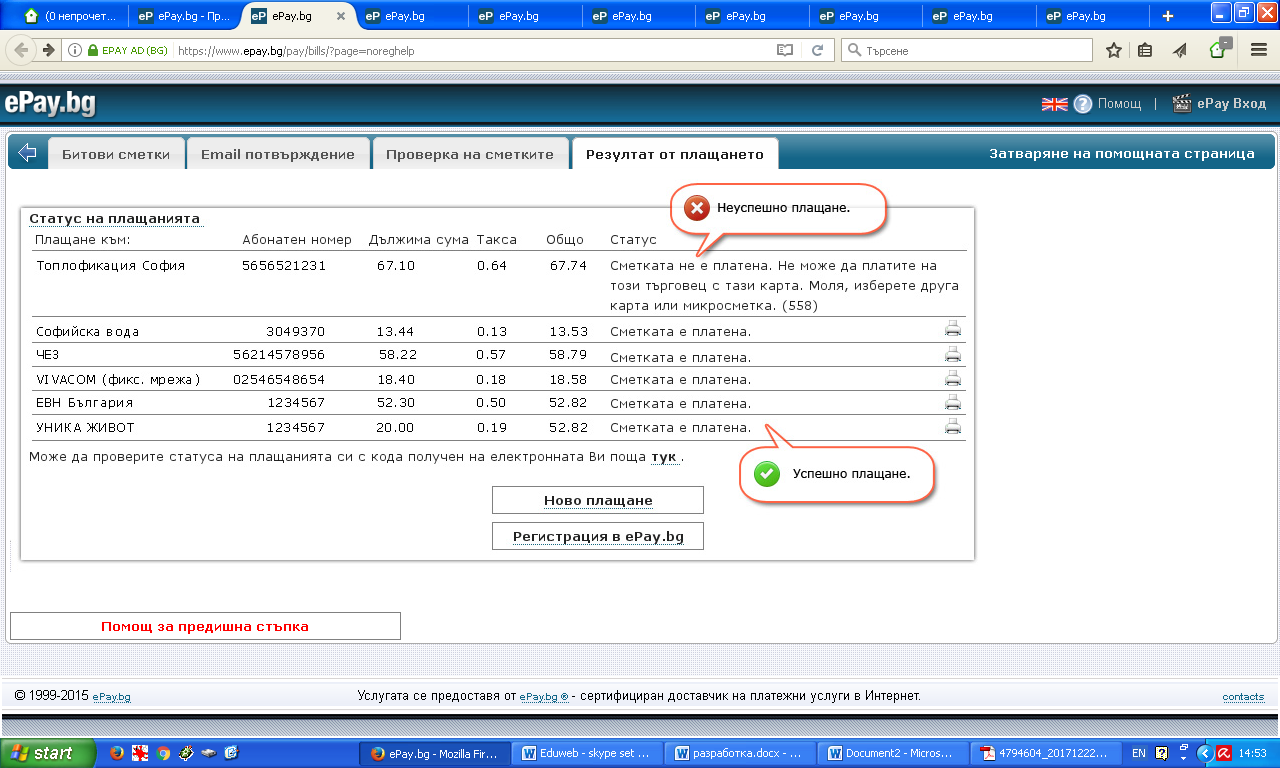 (0 непрочет...
ePay.bg - Пр...
ePay.bg
ePay.bg
ePay.bg
ePay.bg
ePay.bg
ePay.bg
ePay.bg
ePay.bg
EPAY AD (BG)
https://www.epay.bg/pay/bills/?page=noreghelp
Търсене
ePay.bg
Помощ | ePay Вход
Битови сметки
Email потвърждение
Проверка на сметките
Резултат от плащането
Затваряне на помощната страница
Неуспешно плащане.
Статус на плащанията
Плащане към: Абонатен номер Дължима сума Такса Общо Статус
Топлофикация София 5656521231 67.10 0.64 67.74 Сметката не е платена. Не може да платите на
този търговец с тази карта. Моля, изберете друга
карта или микросметка. (558)
Софийска вода 3049370 13.44 0.13 13.53 Сметката е платена.
ЧЕЗ 56214578956 58.22 0.57 58.79 Сметката е платена.
VIVACOM (фикс. мрежа) 02546548654 18.40 0.18 18.58 Сметката е платена.
ЕВН България 1234567 52.30 0.50 52.82 Сметката е платена.
УНИКА ЖИВОТ 1234567 20.00 0.19 52.82 Сметката е платена.
Може да проверите статуса на плащанията си с кода получен на електронната Ви поща тук .
Успешно плащане.
Ново плащане
Регистрация в ePay.bg
Помощ за предишна стъпка
© 1999-2015 ePay.bg
Услугата се предоставя от ePay.bg ® - сертифициран доставчик на платежни услуги в Интернет.
contacts
start
ePay.bg - Mozilla Fir...
Eduweb - skype set ...
разработка.docx - ...
Document2 - Micros...
4794604_20171222...
EN
14:53